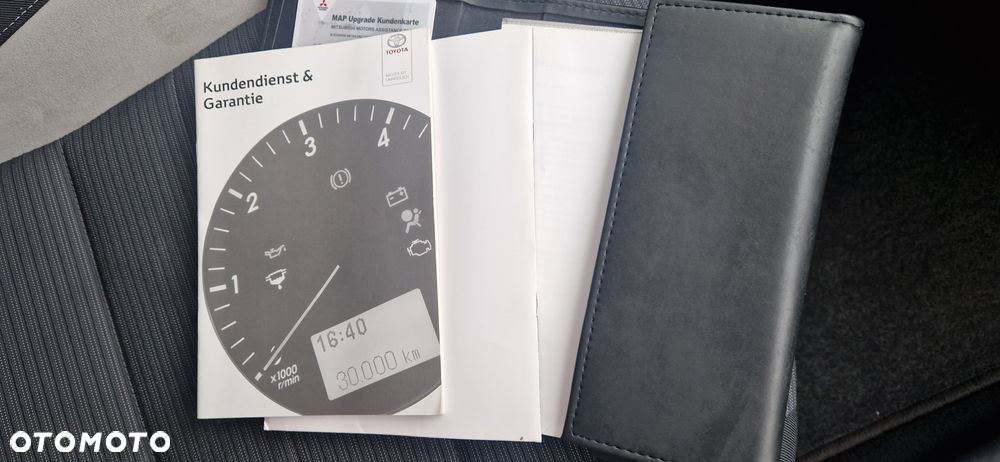 MAP Upgrade Kundenkarte
MITSUBISHI MOTORS ASSISTANCE
TOYOTA
Kundendienst &
Garantie
1
2
3
4
16:40
30.000 km
x1000
r/min
OTOMOTO